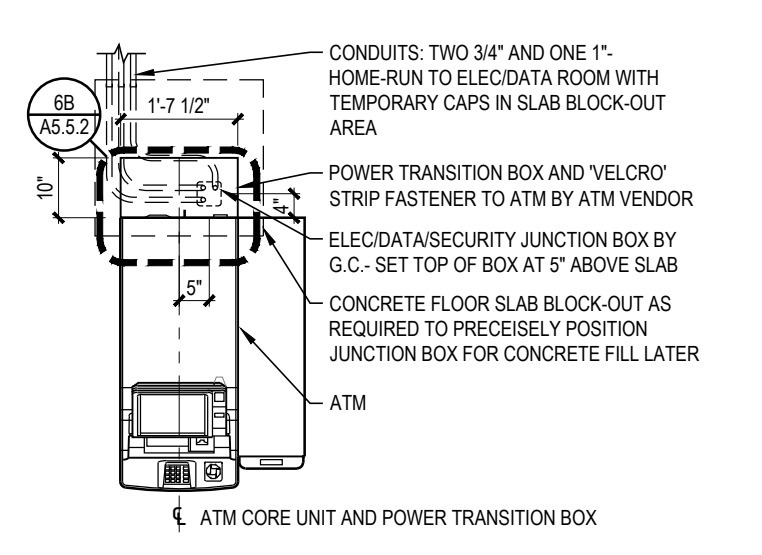 CONDUITS: TWO 3/4" AND ONE 1"-
HOME-RUN TO ELEC/DATA ROOM WITH
TEMPORARY CAPS IN SLAB BLOCK-OUT
AREA
6B
A5.5.2
1'-7 1/2"
10"
POWER TRANSITION BOX AND 'VELCRO'
STRIP FASTENER TO ATM BY ATM VENDOR
4"
ELEC/DATA/SECURITY JUNCTION BOX BY
G.C.- SET TOP OF BOX AT 5" ABOVE SLAB
5"
CONCRETE FLOOR SLAB BLOCK-OUT AS
REQUIRED TO PRECEISELY POSITION
JUNCTION BOX FOR CONCRETE FILL LATER
ATM
℄ ATM CORE UNIT AND POWER TRANSITION BOX